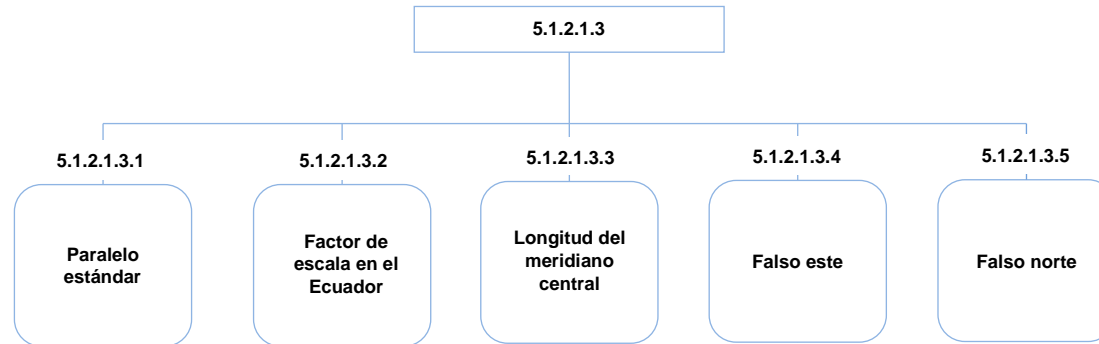 5.1.2.1.3
5.1.2.1.3.1
5.1.2.1.3.2
5.1.2.1.3.3
5.1.2.1.3.4
5.1.2.1.3.5
Paralelo
estándar
Factor de
escala en el
Ecuador
Longitud del
meridiano
central
Falso este
Falso norte